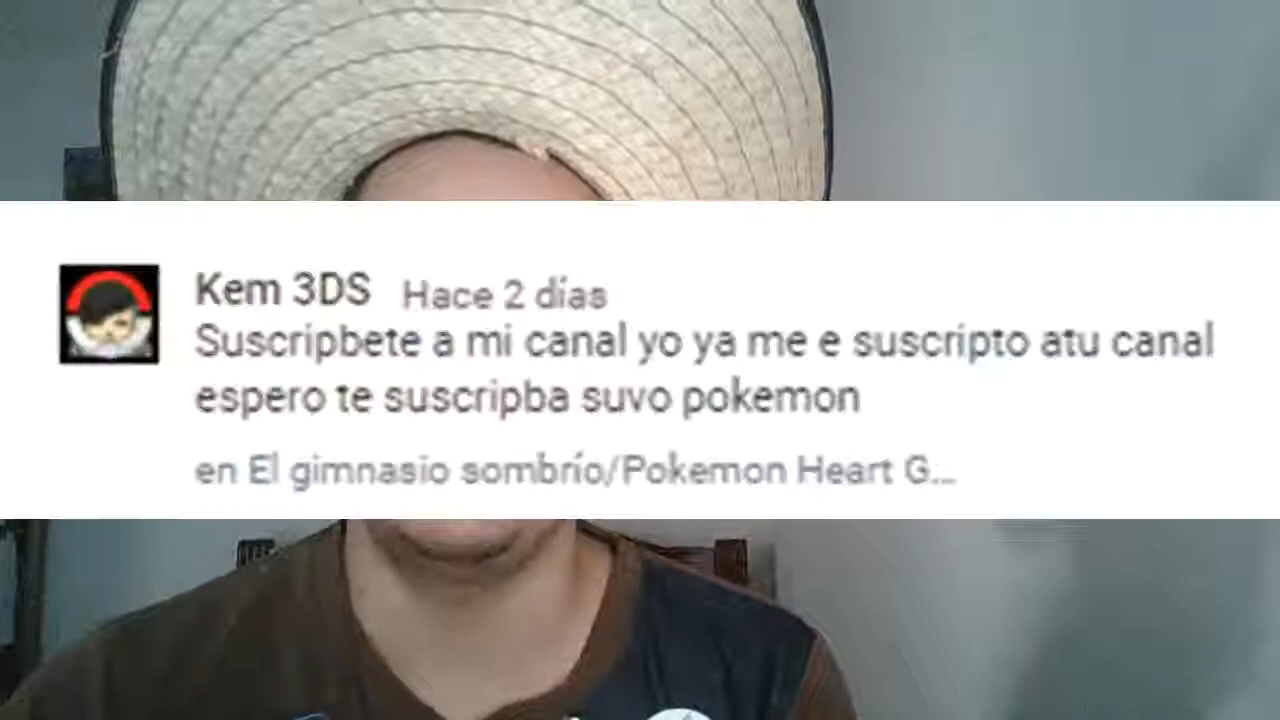 Kem 3DS Hace 2 días
Suscripbete a mi canal yo ya me e suscripto atu canal
espero te suscripba suvo pokemon
en El gimnasio sombrío/Pokemon Heart G...